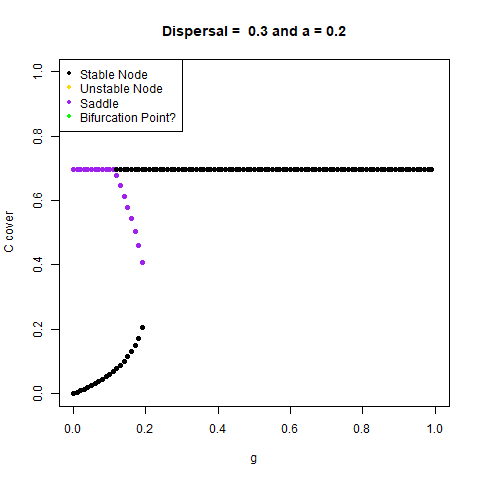 Dispersal =  0.3 and a = 0.2
Stable Node
Unstable Node
Saddle
Bifurcation Point?
C cover
1.0
0.8
0.6
0.4
0.2
0.0
0.0 0.2 0.4 0.6 0.8 1.0
g